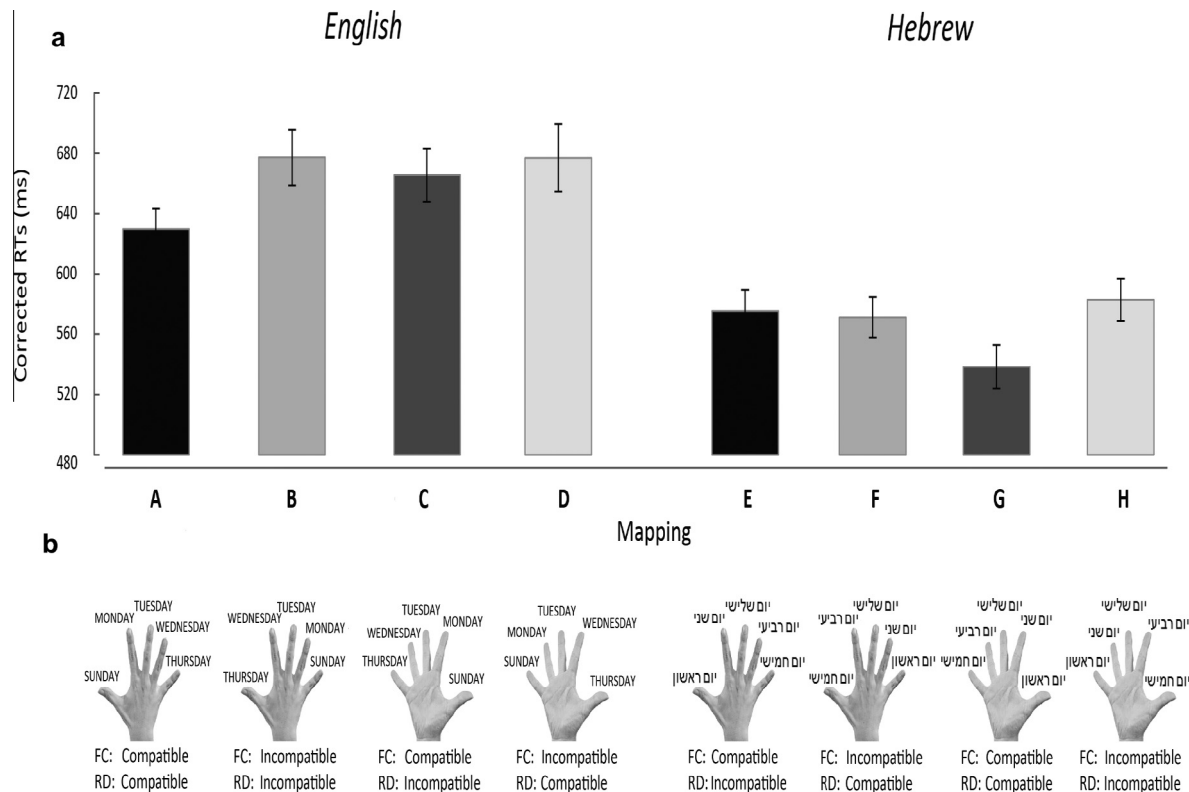 a
English
Hebrew
Corrected RTs (ms)
720
680
640
600
560
520
480
A B C D E F G H
Mapping
b
TUESDAY
MONDAY
WEDNESDAY
SUNDAY
THURSDAY
FC: Compatible
RD: Compatible
TUESDAY
WEDNESDAY
MONDAY
SUNDAY
THURSDAY
FC: Incompatible
RD: Incompatible
TUESDAY
MONDAY
WEDNESDAY
THURSDAY
SUNDAY
FC: Compatible
RD: Incompatible
TUESDAY
MONDAY
WEDNESDAY
SUNDAY
THURSDAY
FC: Incompatible
RD: Compatible
יום שלישי
יום שני
יום רביעי
יום חמישי
יום ראשון
FC: Compatible
RD: Incompatible
יום שלישי
יום רביעי
יום שני
יום ראשון
יום חמישי
FC: Incompatible
RD: Compatible
יום שלישי
יום שני
יום רביעי
יום חמישי
יום ראשון
FC: Compatible
RD: Compatible
יום שלישי
יום רביעי
יום שני
יום ראשון
יום חמישי
FC: Incompatible
RD: Incompatible